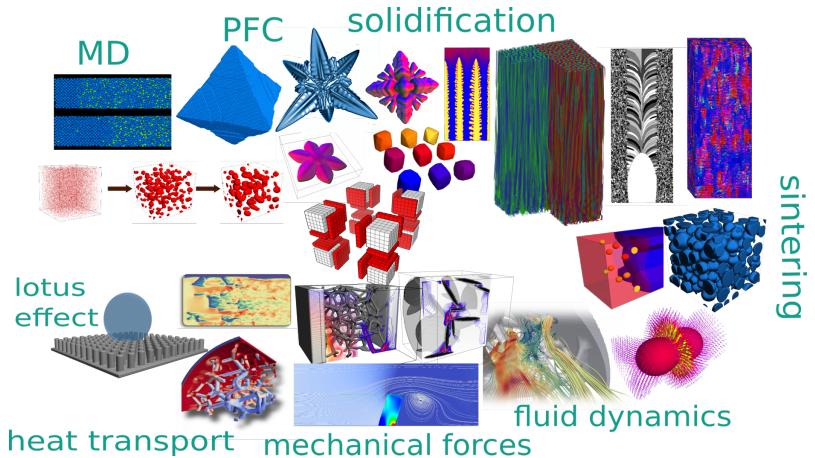 solidification
PFC
MD
sintering
lotus
effect
fluid dynamics
heat transport
mechanical forces